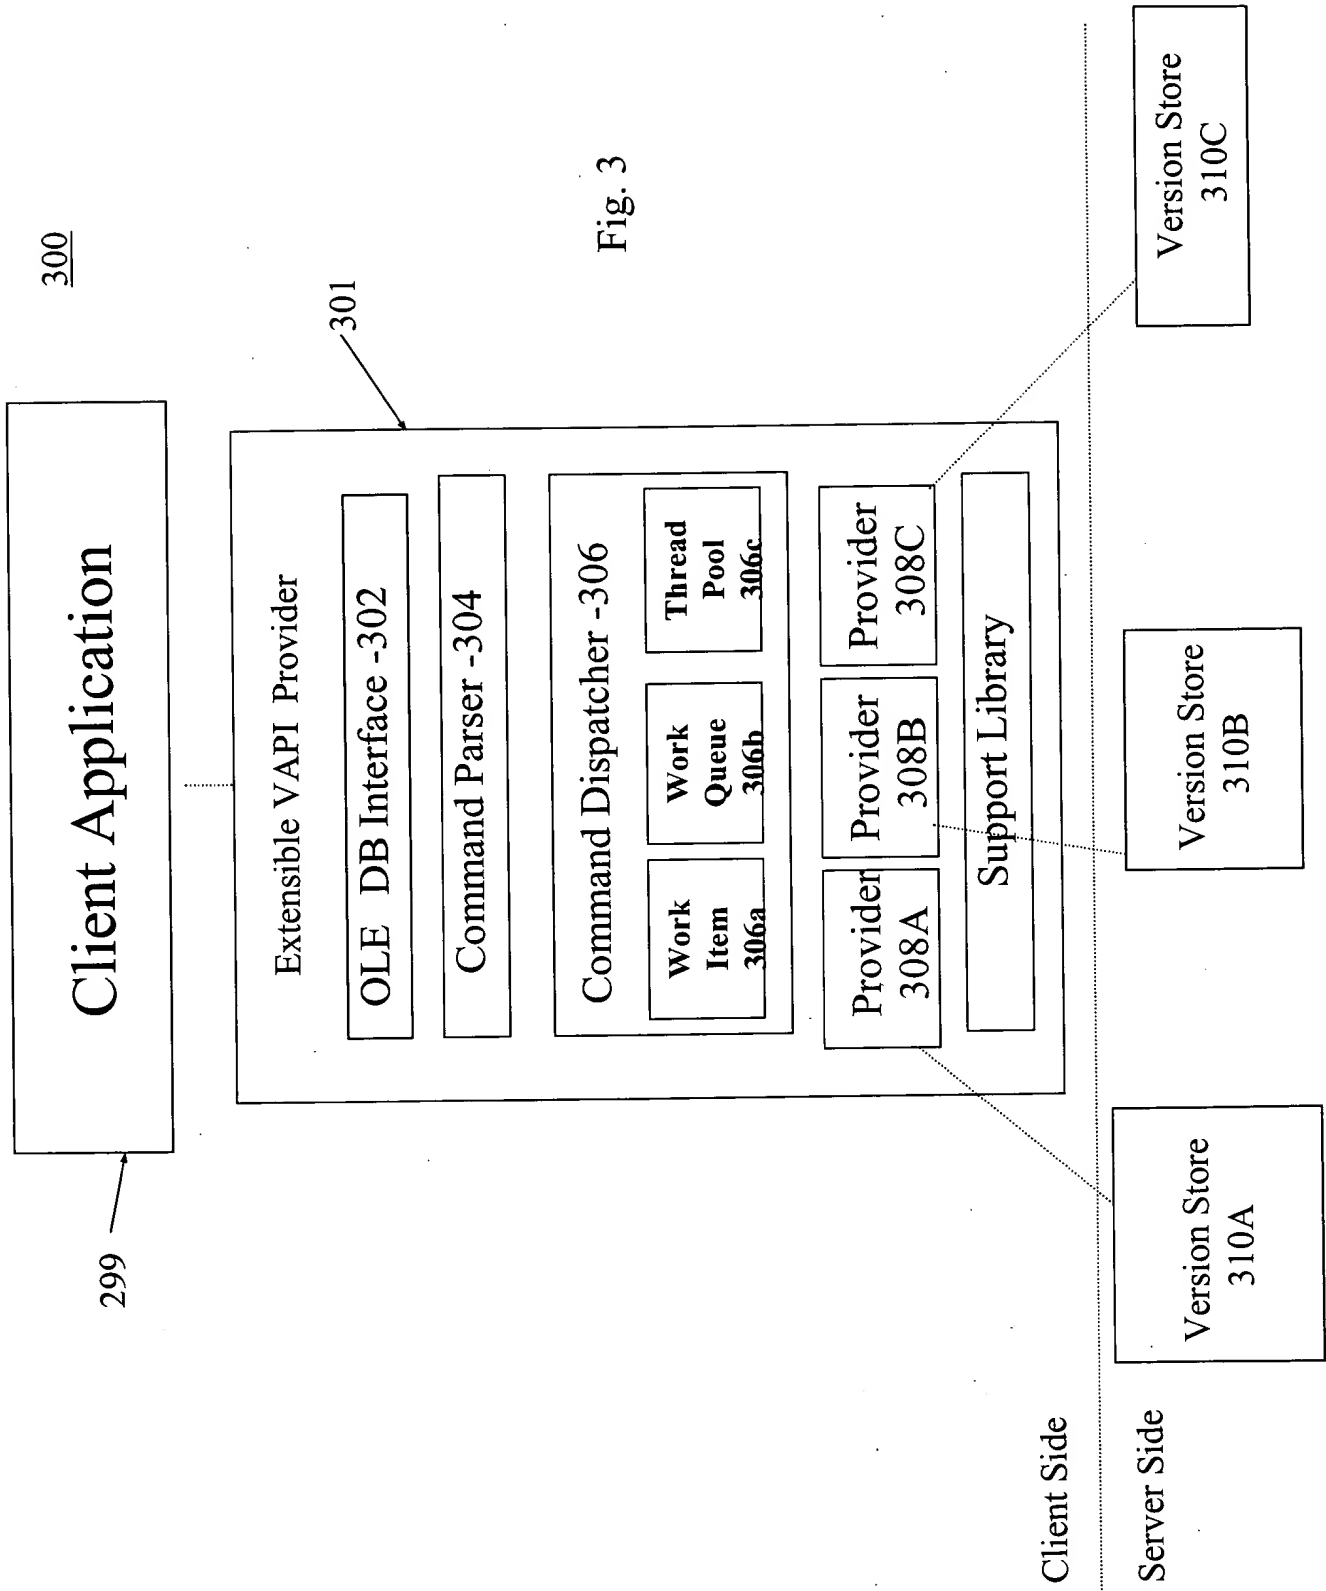 300
Client Application
299
Extensible VAPI Provider
301
OLE DB Interface -302
Command Parser -304
Command Dispatcher -306
Work
Item
306a
Work
Queue
306b
Thread
Pool
306c
Provider
308A
Provider
308B
Provider
308C
Support Library
Fig. 3
Client Side
Server Side
Version Store
310A
Version Store
310B
Version Store
310C